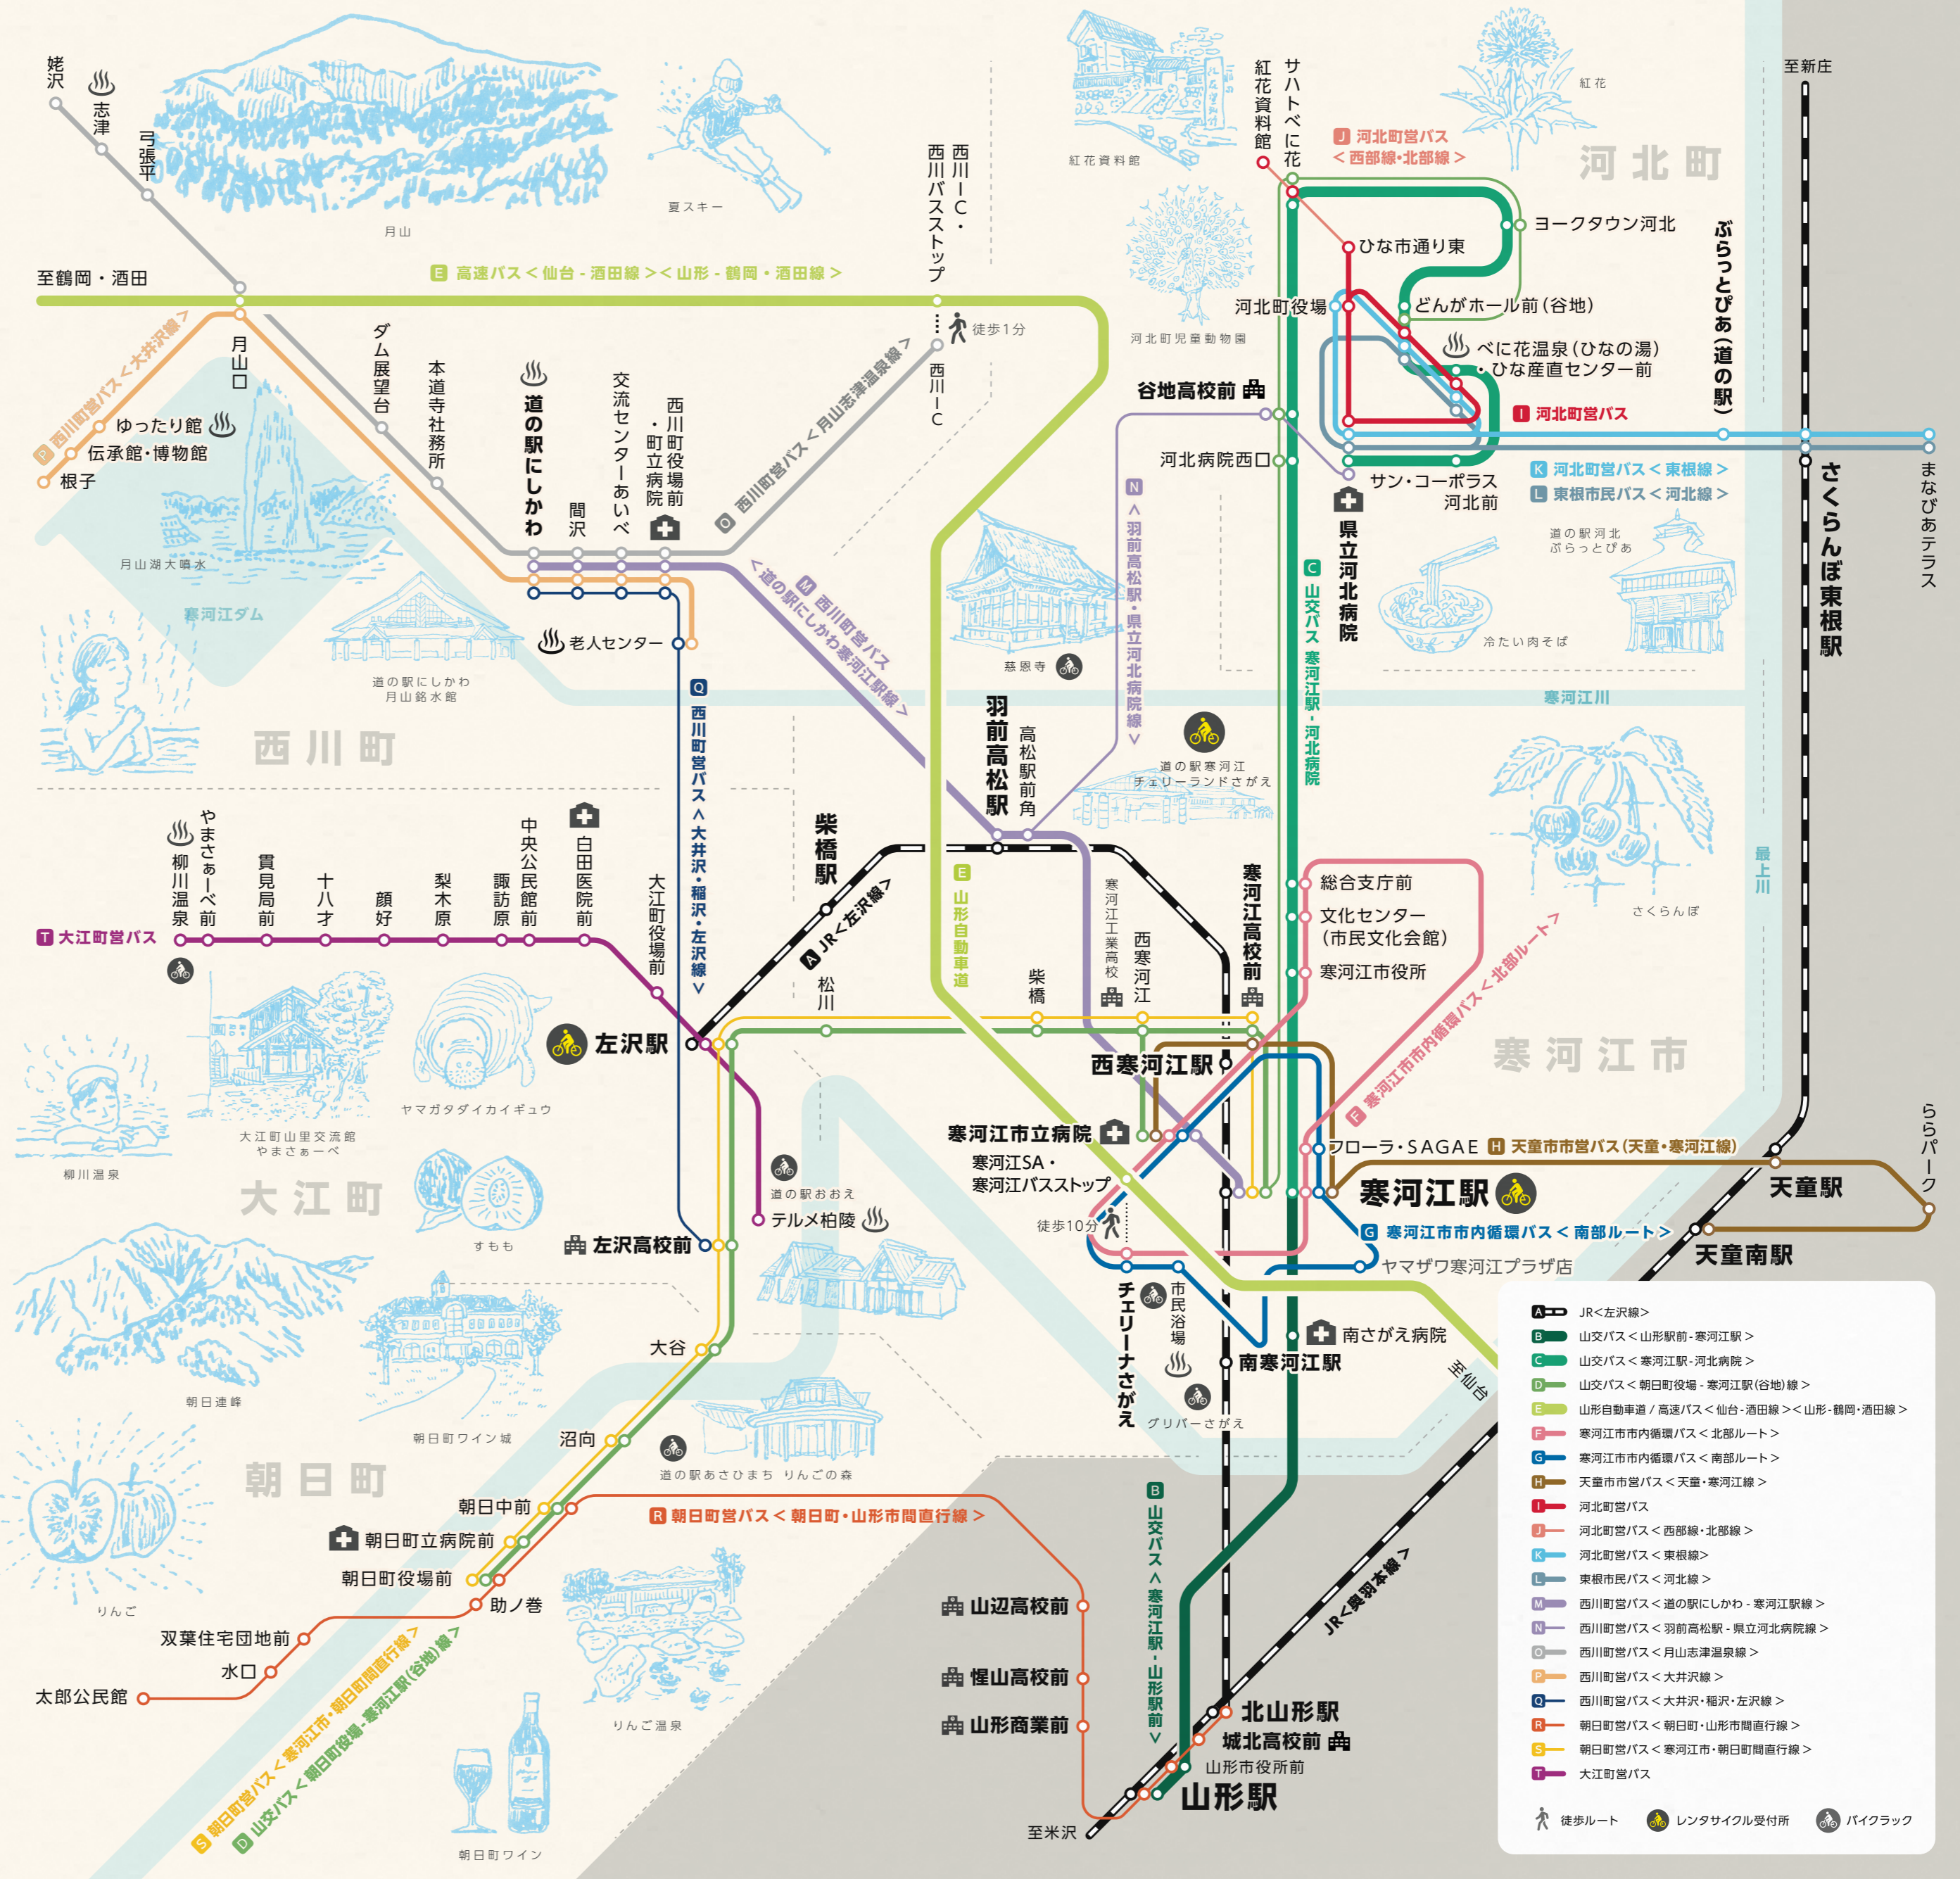 姥沢
志津
弓張平
月山
夏スキー
西川IC・
西川バスストップ
紅花資料館
紅花資料館
サハトべに花
J 河北町営バス
＜西部線・北部線＞
紅花
河北町
至新庄
至鶴岡・酒田
E 高速バス＜仙台 - 酒田線＞＜山形 - 鶴岡・酒田線＞
徒歩1分
河北町児童動物園
ひな市通り東
ヨークタウン河北
河北町役場
どんがホール前（谷地）
ぷらっとぴあ（道の駅）
べに花温泉（ひなの湯）
・ひな産直センター前
谷地高校前
I 河北町営バス
P 西川町営バス＜大井沢線＞
月山口
ダム展望台
本道寺社務所
道の駅にしかわ
間沢
交流センターあいべ
西川町役場前
・町立病院
O 西川町営バス＜月山志津温泉線＞
西川IC
ゆったり館
伝承館・博物館
根子
河北病院西口
サン・コーポラス
河北前
K 河北町営バス＜東根線＞
L 東根市民バス＜河北線＞
さくらんぼ東根駅
まなびあテラス
県立河北病院
道の駅河北
ぶらっとぴあ
冷たい肉そば
月山湖大噴水
寒河江ダム
道の駅にしかわ
月山銘水館
老人センター
M 西川町営バス
＜道の駅にしかわ寒河江駅線＞
N ＜羽前高松駅・県立河北病院線＞
C 山交バス 寒河江駅 - 河北病院
慈恩寺
寒河江川
西川町
Q 西川町営バス＜大井沢・稲沢・左沢線＞
羽前高松駅
高松駅前角
道の駅寒河江
チェリーランドさがえ
さくらんぼ
最上川
柳川温泉
やまさぁーべ前
貫見局前
十八才
顔好
梨木原
諏訪原
中央公民館前
白田医院前
大江町役場前
T 大江町営バス
柴橋駅
A JR＜左沢線＞
E 山形自動車道
松川
柴橋
寒河江工業高校
西寒河江
寒河江高校前
総合支庁前
文化センター
（市民文化会館）
寒河江市役所
F 寒河江市市内循環バス＜北部ルート＞
寒河江市
左沢駅
西寒河江駅
柳川温泉
大江町山里交流館
やまさぁーべ
ヤマガタダイカイギュウ
すもも
大江町
寒河江市立病院
寒河江SA・
寒河江バスストップ
徒歩10分
フローラ・SAGAE
H 天童市市営バス（天童・寒河江線）
寒河江駅
G 寒河江市市内循環バス＜南部ルート＞
ヤマザワ寒河江プラザ店
天童駅
ららパーク
天童南駅
道の駅おおえ
テルメ柏陵
左沢高校前
チェリーナさがえ
市民浴場
グリバーさがえ
南さがえ病院
南寒河江駅
至仙台
朝日連峰
朝日町ワイン城
大谷
沼向
道の駅あさひまち りんごの森
朝日町
りんご
朝日中前
朝日町立病院前
朝日町役場前
助ノ巻
双葉住宅団地前
水口
太郎公民館
R 朝日町営バス＜朝日町・山形市間直行線＞
B 山交バス＜寒河江駅 - 山形駅前＞
山辺高校前
惺山高校前
山形商業前
JR＜奥羽本線＞
北山形駅
城北高校前
山形市役所前
山形駅
至米沢
りんご温泉
朝日町ワイン
S 朝日町営バス＜寒河江市・朝日町間直行線＞
D 山交バス＜朝日町役場 - 寒河江駅（谷地）線＞
A JR＜左沢線＞
B 山交バス＜山形駅前 - 寒河江駅＞
C 山交バス＜寒河江駅 - 河北病院＞
D 山交バス＜朝日町役場 - 寒河江駅（谷地）線＞
E 山形自動車道 / 高速バス＜仙台 - 酒田線＞＜山形 - 鶴岡・酒田線＞
F 寒河江市市内循環バス＜北部ルート＞
G 寒河江市市内循環バス＜南部ルート＞
H 天童市市営バス＜天童・寒河江線＞
I 河北町営バス
J 河北町営バス＜西部線・北部線＞
K 河北町営バス＜東根線＞
L 東根市民バス＜河北線＞
M 西川町営バス＜道の駅にしかわ - 寒河江駅線＞
N 西川町営バス＜羽前高松駅 - 県立河北病院線＞
O 西川町営バス＜月山志津温泉線＞
P 西川町営バス＜大井沢線＞
Q 西川町営バス＜大井沢・稲沢・左沢線＞
R 朝日町営バス＜朝日町・山形市間直行線＞
S 朝日町営バス＜寒河江市・朝日町間直行線＞
T 大江町営バス
徒歩ルート
レンタサイクル受付所
バイクラック